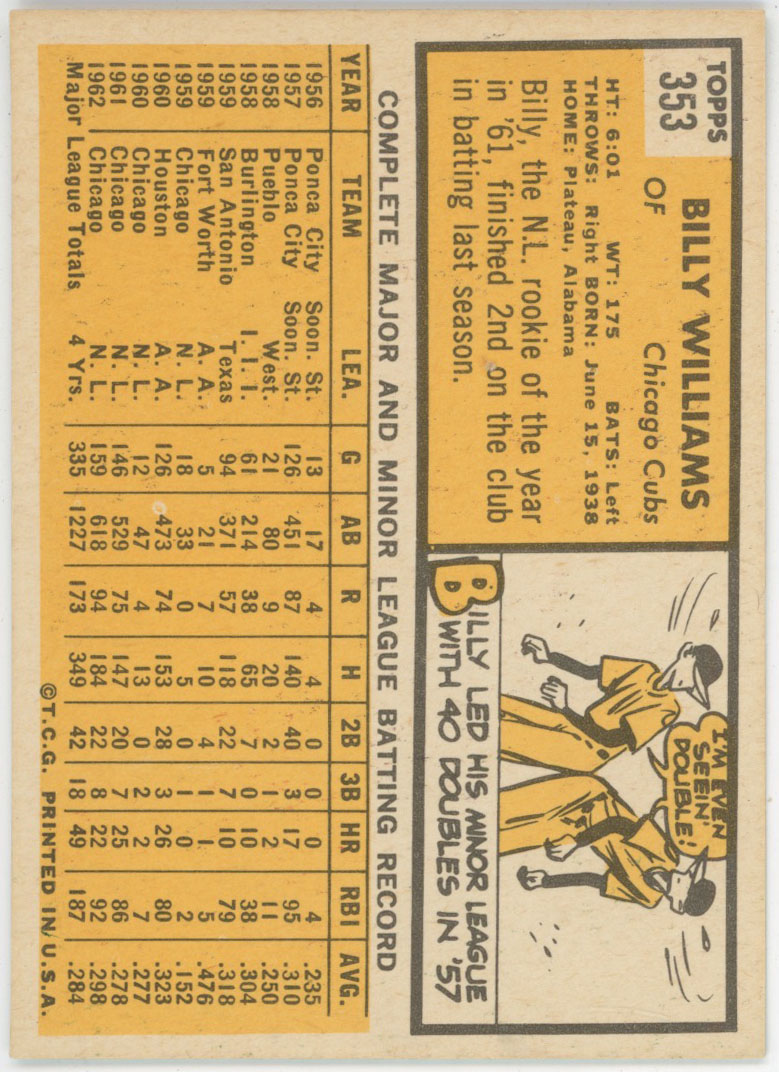 TOPPS
353
BILLY WILLIAMS
OF Chicago Cubs
HT: 6:01 WT: 175 BATS: Left
THROWS: Right BORN: June 15, 1938
HOME: Plateau, Alabama
Billy, the N.L. rookie of the year
in '61, finished 2nd on the club
in batting last season.
I'M EVEN
SEEIN'
DOUBLE!
BILLY LED HIS MINOR LEAGUE
WITH 40 DOUBLES IN '57
COMPLETE MAJOR AND MINOR LEAGUE BATTING RECORD
YEAR TEAM LEA. G AB R H 2B 3B HR RBI AVG.
1956 Ponca City Soon. St. 13 17 4 4 0 0 0 4 .235
1957 Ponca City Soon. St. 126 451 87 140 40 3 17 95 .310
1958 Pueblo West. 21 80 9 20 2 1 2 11 .250
1958 Burlington I. I. I. 61 214 38 65 7 0 10 38 .304
1959 San Antonio Texas 94 371 57 118 22 7 10 79 .318
1959 Fort Worth A. A. 5 21 7 10 4 1 1 5 .476
1959 Chicago N. L. 18 33 0 5 0 1 0 2 .152
1960 Houston A. A. 126 473 74 153 28 3 26 80 .323
1960 Chicago N. L. 12 47 4 13 0 2 2 7 .277
1961 Chicago N. L. 146 529 75 147 20 7 25 86 .278
1962 Chicago N. L. 159 618 94 184 22 8 22 92 .298
Major League Totals 4 Yrs. 335 1227 173 349 42 18 49 187 .284
©T.C.G. PRINTED IN U.S.A.